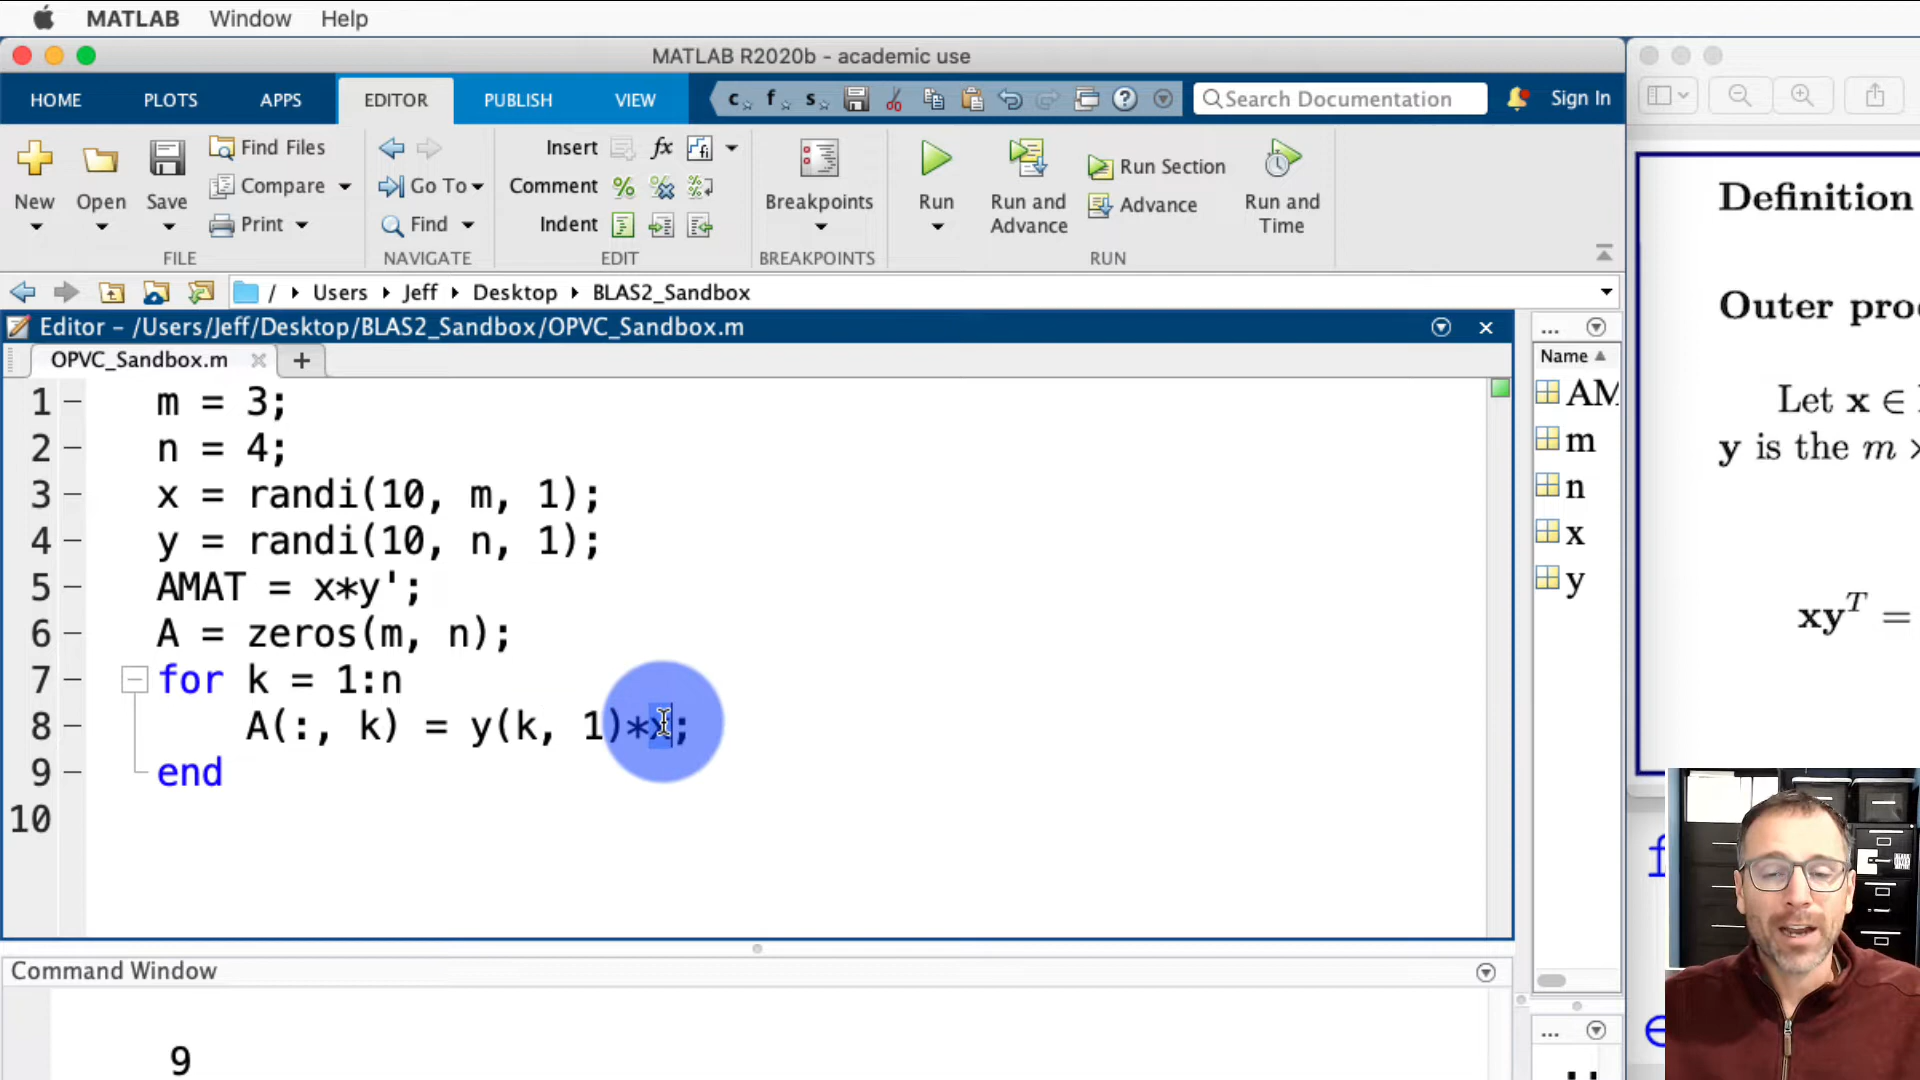 MATLAB Window Help
MATLAB R2020b - academic use
HOME PLOTS APPS EDITOR PUBLISH VIEW Search Documentation Sign In
New Open Save Find Files Compare Print FILE
Go To Find NAVIGATE
Insert fx Comment Indent EDIT
Breakpoints BREAKPOINTS
Run Run and Advance Run Section Advance Run and Time RUN
/ Users Jeff Desktop BLAS2_Sandbox
Editor - /Users/Jeff/Desktop/BLAS2_Sandbox/OPVC_Sandbox.m
OPVC_Sandbox.m
1 m = 3;
2 n = 4;
3 x = randi(10, m, 1);
4 y = randi(10, n, 1);
5 AMAT = x*y';
6 A = zeros(m, n);
7 for k = 1:n
8 A(:, k) = y(k, 1)*x;
9 end
10
Command Window
9
Name
AM
m
n
x
y
Definition
Outer pro
Let x ∈
y is the m ×
xyᵀ =